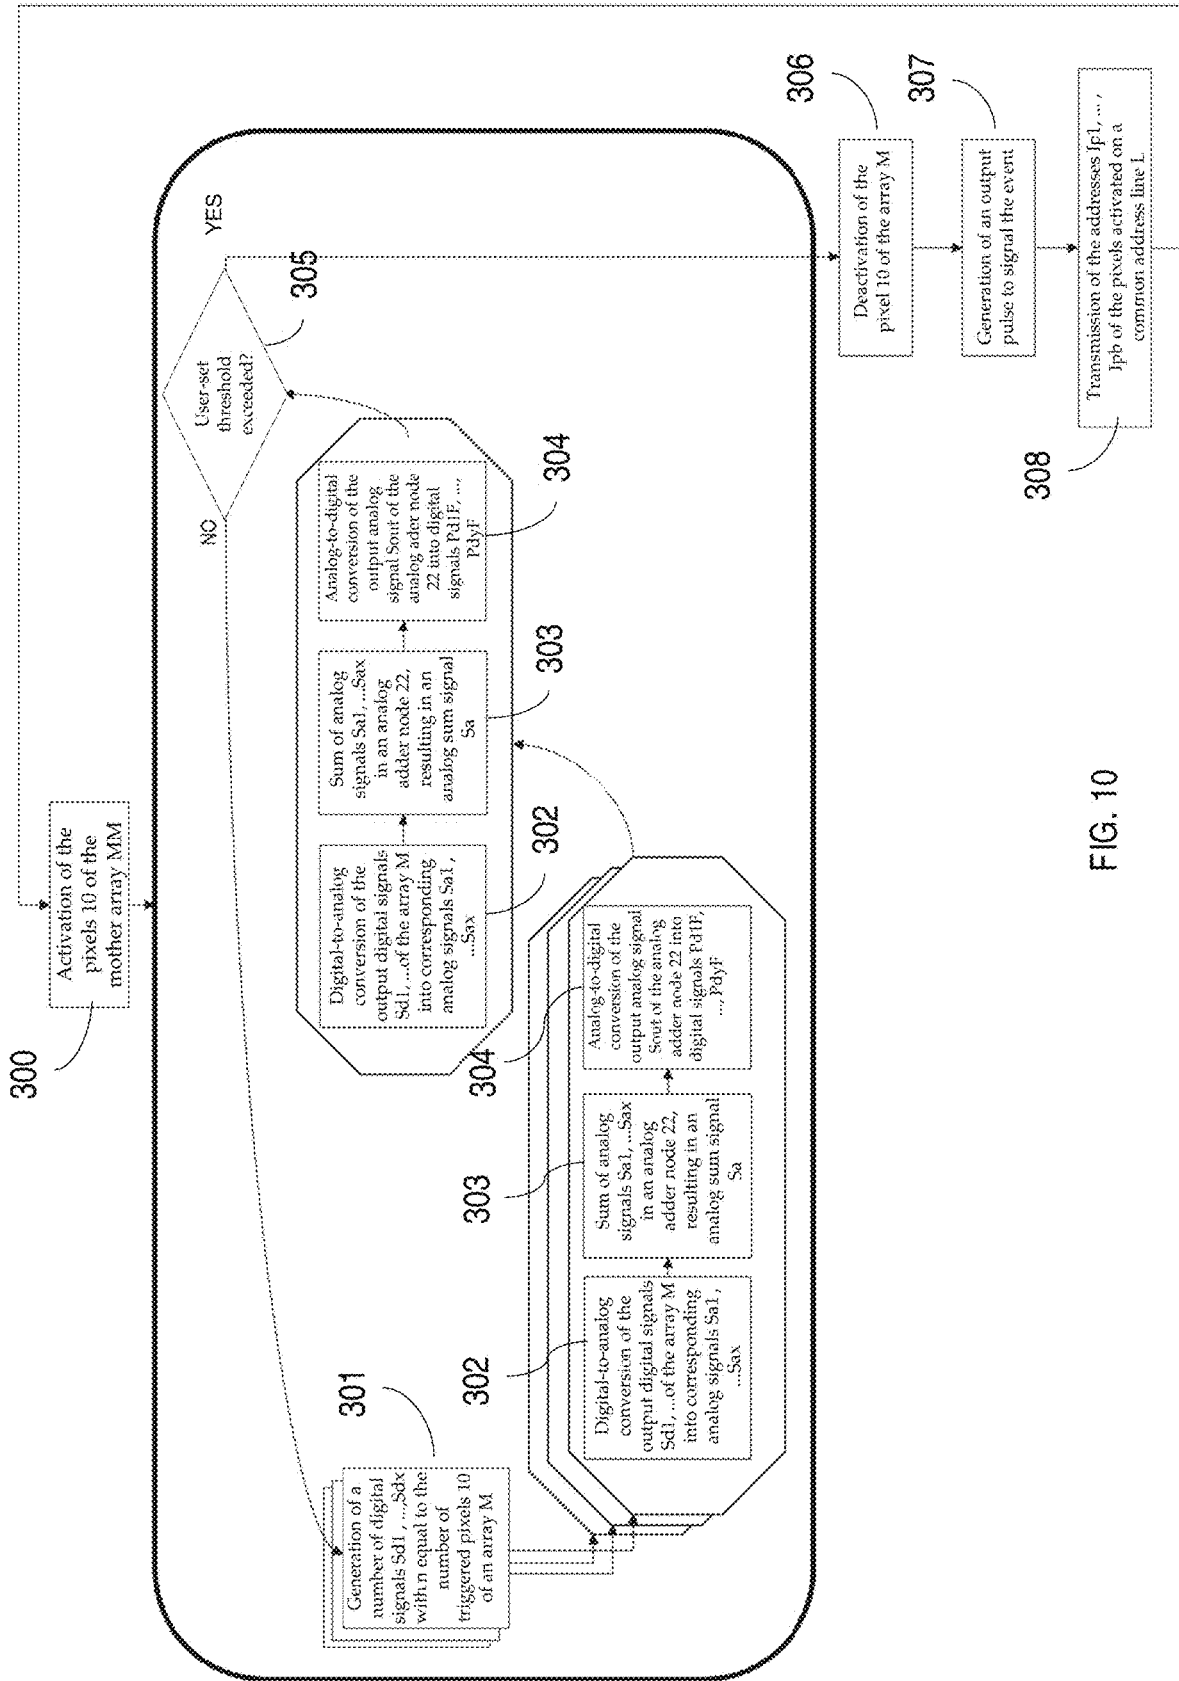 300
Activation of the
pixels 10 of the
mother array MM
301
Generation of a
number of digital
signals Sd1, ...,Sdx
with n equal to the
number of
triggered pixels 10
of an array M
302
Digital-to-analog
conversion of the
output digital signals
Sd1, ...of the array M
into corresponding
analog signals Sa1,
...Sax
303
Sum of analog
signals Sa1, ...Sax
in an analog
adder node 22,
resulting in an
analog sum signal
Sa
304
Analog-to-digital
conversion of the
output analog signal
Sout of the analog
adder node 22 into
digital signals Pd1F,
..., PdyF
302
Digital-to-analog
conversion of the
output digital signals
Sd1, ...of the array M
into corresponding
analog signals Sa1,
...Sax
303
Sum of analog
signals Sa1, ...Sax
in an analog
adder node 22,
resulting in an
analog sum signal
Sa
304
Analog-to-digital
conversion of the
output analog
signal Sout of the
analog ader node
22 into digital
signals Pd1F, ...,
PdyF
305
User-set
threshold
exceeded?
NO
YES
306
Deactivation of the
pixel 10 of the array M
307
Generation of an output
pulse to signal the event
308
Transmission of the addresses Ip1, ... ,
Ipb of the pixels activated on a
common address line L
FIG. 10